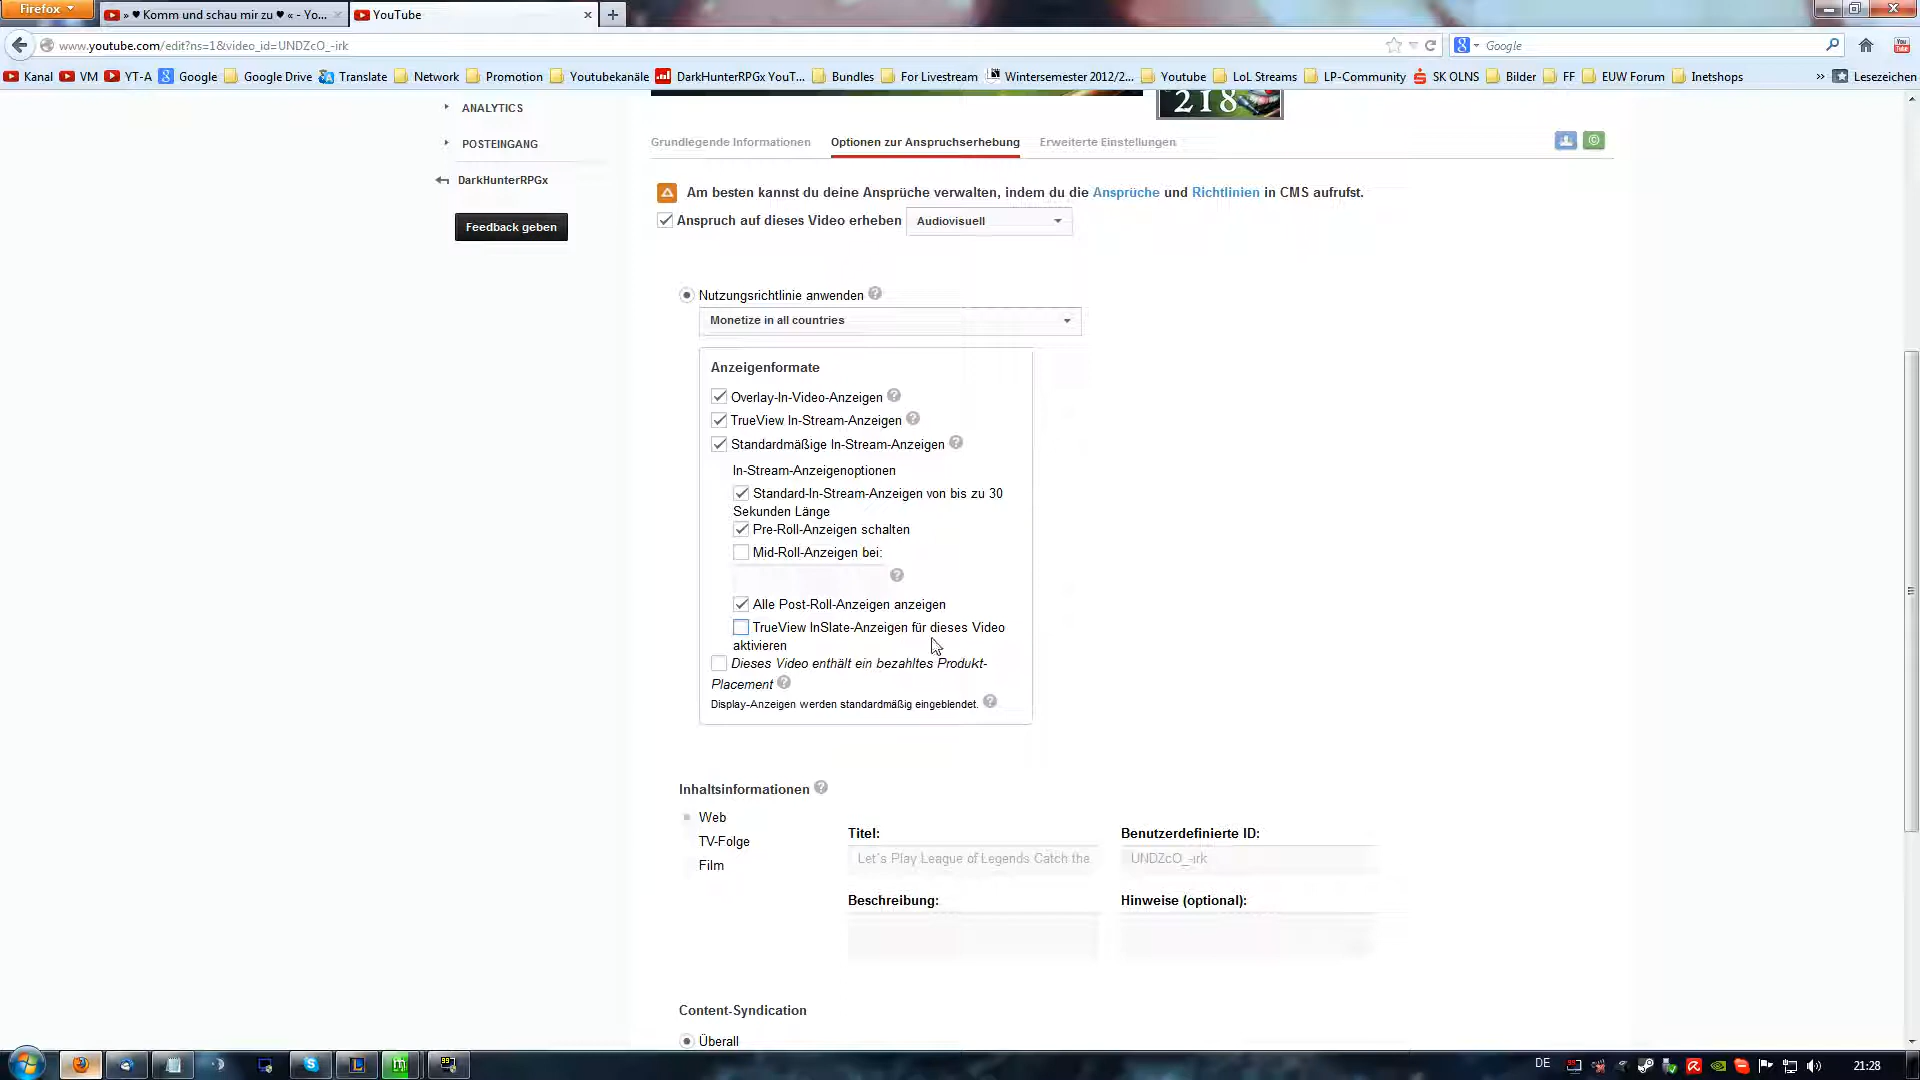 Firefox
» ♥ Komm und schau mir zu ♥ « - Yo...
YouTube
www.youtube.com/edit?ns=1&video_id=UNDZcO_-irk
Google
Kanal
VM
YT-A
Google
Google Drive
Translate
Network
Promotion
Youtubekanäle
DarkHunterRPGx YouT...
Bundles
For Livestream
Wintersemester 2012/2...
Youtube
LoL Streams
LP-Community
SK OLNS
Bilder
FF
EUW Forum
Inetshops
»
Lesezeichen
218
ANALYTICS
POSTEINGANG
DarkHunterRPGx
Feedback geben
Grundlegende Informationen
Optionen zur Anspruchserhebung
Erweiterte Einstellungen
Am besten kannst du deine Ansprüche verwalten, indem du die Ansprüche und Richtlinien in CMS aufrufst.
Anspruch auf dieses Video erheben
Audiovisuell
Nutzungsrichtlinie anwenden
Monetize in all countries
Anzeigenformate
Overlay-In-Video-Anzeigen
TrueView In-Stream-Anzeigen
Standardmäßige In-Stream-Anzeigen
In-Stream-Anzeigenoptionen
Standard-In-Stream-Anzeigen von bis zu 30
Sekunden Länge
Pre-Roll-Anzeigen schalten
Mid-Roll-Anzeigen bei:
Alle Post-Roll-Anzeigen anzeigen
TrueView InSlate-Anzeigen für dieses Video
aktivieren
Dieses Video enthält ein bezahltes Produkt-
Placement
Display-Anzeigen werden standardmäßig eingeblendet.
Inhaltsinformationen
Web
TV-Folge
Film
Titel:
Let`s Play League of Legends Catch the
Benutzerdefinierte ID:
UNDZcO_-irk
Beschreibung:
Hinweise (optional):
Content-Syndication
Überall
DE
21:28